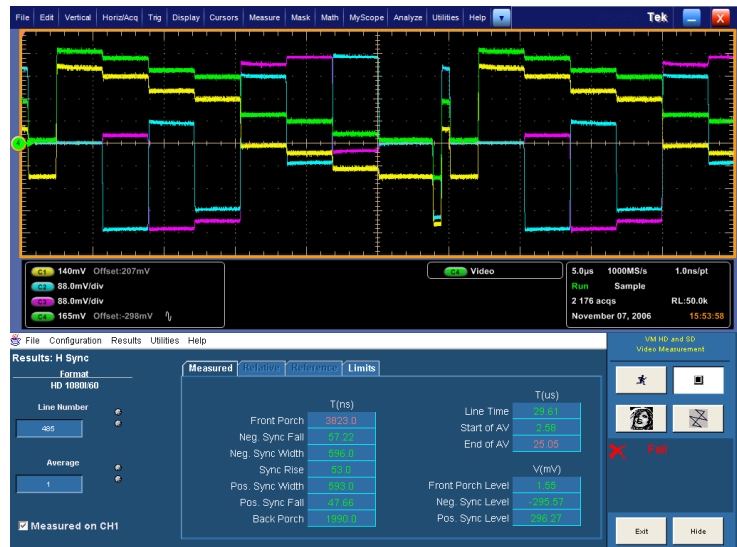 File Edit Vertical Horiz/Acq Trig Display Cursors Measure Mask Math MyScope Analyze Utilities Help Tek X
4
C1 140mV Offset:207mV
C2 88.0mV/div
C3 88.0mV/div
C4 165mV Offset:-298mV
C4 Video
5.0µs 1000MS/s 1.0ns/pt
Run Sample
2 176 acqs RL:50.0k
November 07, 2006 15:53:58
File Configuration Results Utilities Help
VM HD and SD
Video Measurement
Results: H Sync
Format
HD 1080I/60
Line Number
485
Average
1
Measured on CH1
Measured Relative Reference Limits
T(ns)
Front Porch 3823.0
Neg. Sync Fall 57.22
Neg. Sync Width 596.0
Sync Rise 53.0
Pos. Sync Width 593.0
Pos. Sync Fall 47.66
Back Porch 1990.0
T(us)
Line Time 29.61
Start of AV 2.58
End of AV 25.05
V(mV)
Front Porch Level 1.55
Neg. Sync Level -295.57
Pos. Sync Level 296.27
Fail
Exit Hide